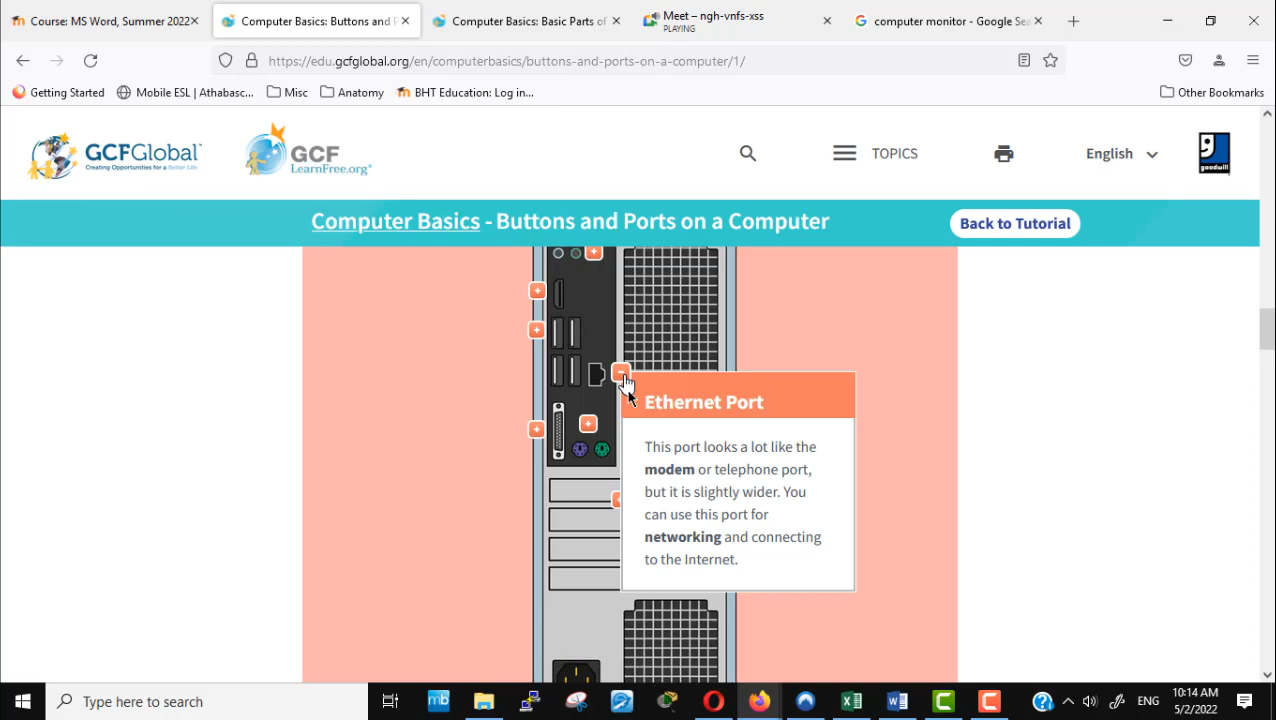 Course: MS Word, Summer 2022
Computer Basics: Buttons and P
Computer Basics: Basic Parts of
Meet – ngh-vnfs-xss
PLAYING
computer monitor - Google Sea
https://edu.gcfglobal.org/en/computerbasics/buttons-and-ports-on-a-computer/1/
Getting Started
Mobile ESL | Athabasc...
Misc
Anatomy
BHT Education: Log in...
Other Bookmarks
GCFGlobal
Creating Opportunities for a Better Life
GCF
LearnFree.org
TOPICS
English
goodwill
Computer Basics - Buttons and Ports on a Computer
Back to Tutorial
Ethernet Port
This port looks a lot like the
modem or telephone port,
but it is slightly wider. You
can use this port for
networking and connecting
to the Internet.
Type here to search
mb
ENG
10:14 AM
5/2/2022